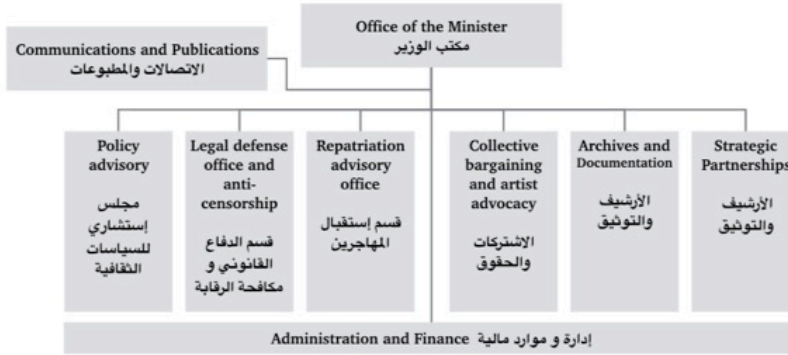 Office of the Minister
مكتب الوزير
Communications and Publications
الاتصالات والمطبوعات
Policy
advisory
مجلس
إستشاري
للسياسات
الثقافية
Legal defense
office and
anti-
censorship
قسم الدفاع
القانوني و
مكافحة الرقابة
Repatriation
advisory
office
قسم إستقبال
المهاجرين
Collective
bargaining
and artist
advocacy
الاشتركات
والحقوق
Archives and
Documentation
الأرشيف
والتوثيق
Strategic
Partnerships
الأرشيف
والتوثيق
Administration and Finance إدارة و موارد مالية